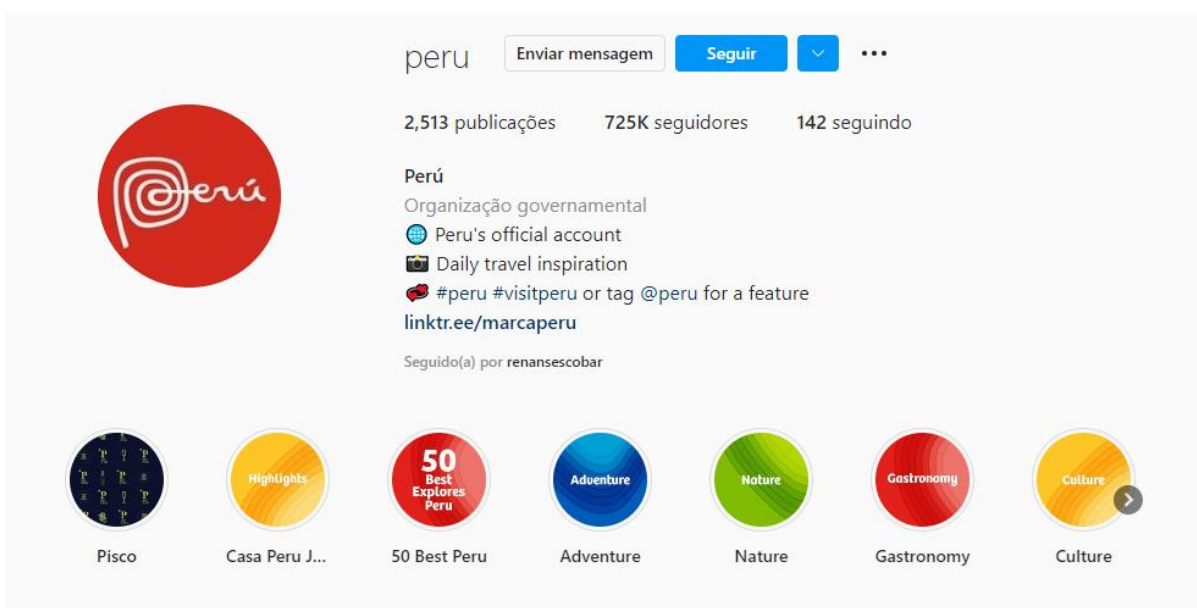 peru Enviar mensagem Seguir
2,513 publicações 725K seguidores 142 seguindo
Perú
Perú
Organização governamental
Peru's official account
Daily travel inspiration
#peru #visitperu or tag @peru for a feature
linktr.ee/marcaperu
Seguido(a) por renansescobar
Highlights
50
Best
Explores
Peru
Adventure
Nature
Gastronomy
Culture
Pisco Casa Peru J... 50 Best Peru Adventure Nature Gastronomy Culture